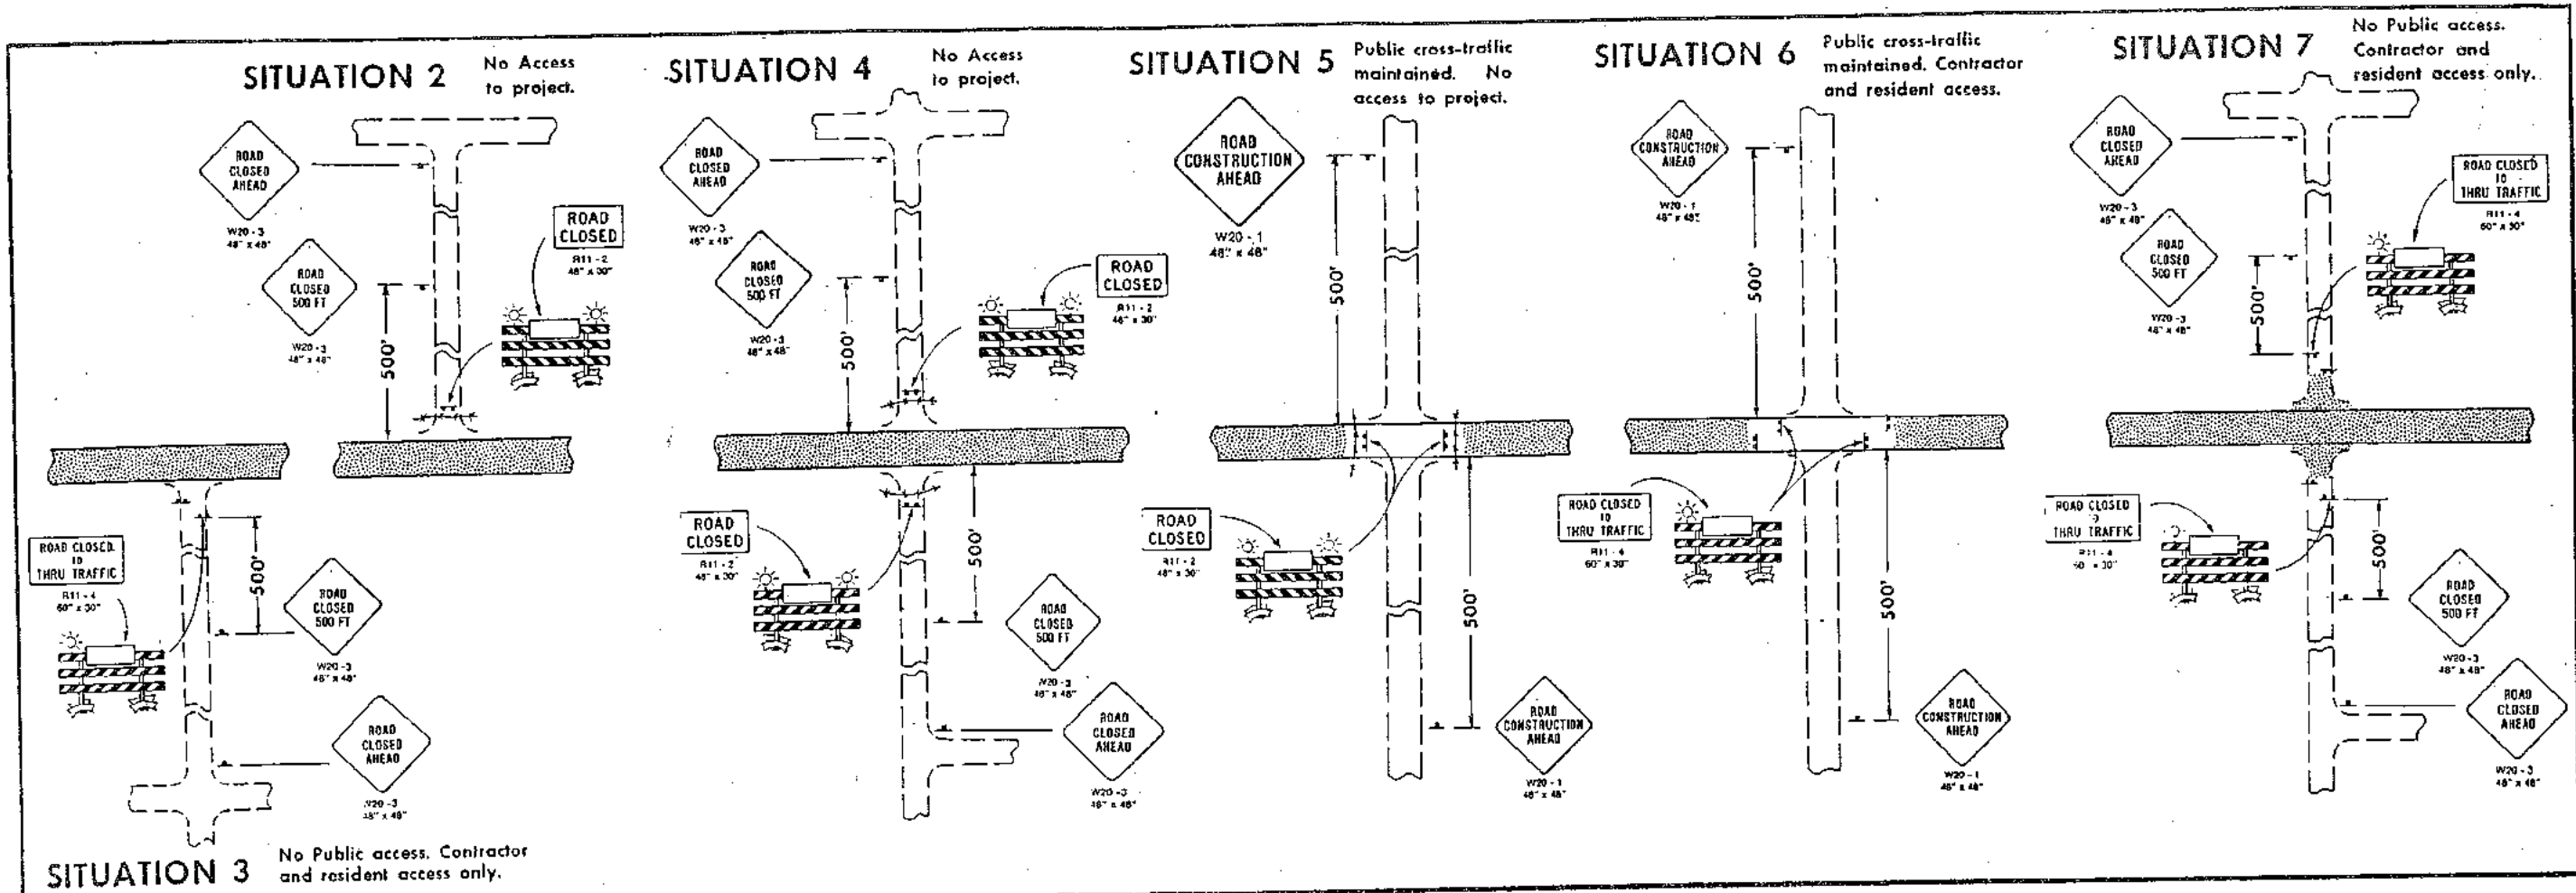 SITUATION 2
No Access
to project.
ROAD
CLOSED
AHEAD
W20-3
48" x 48"
ROAD
CLOSED
500 FT
W20-3
48" x 48"
ROAD
CLOSED
R11-2
48" x 30"
500'
ROAD CLOSED
TO
THRU TRAFFIC
R11-4
60" x 30"
500'
ROAD
CLOSED
500 FT
W20-3
48" x 48"
ROAD
CLOSED
AHEAD
W20-3
48" x 48"
SITUATION 3
No Public access. Contractor
and resident access only.
SITUATION 4
No Access
to project.
ROAD
CLOSED
AHEAD
W20-3
48" x 48"
ROAD
CLOSED
500 FT
W20-3
48" x 48"
ROAD
CLOSED
R11-2
48" x 30"
500'
ROAD
CLOSED
R11-2
48" x 30"
500'
ROAD
CLOSED
500 FT
W20-3
48" x 48"
ROAD
CLOSED
AHEAD
W20-3
48" x 48"
SITUATION 5
Public cross-traffic
maintained. No
access to project.
ROAD
CONSTRUCTION
AHEAD
W20-1
48" x 48"
500'
ROAD
CLOSED
R11-2
48" x 30"
500'
ROAD
CONSTRUCTION
AHEAD
W20-1
48" x 48"
SITUATION 6
Public cross-traffic
maintained. Contractor
and resident access.
ROAD
CONSTRUCTION
AHEAD
W20-1
48" x 48"
500'
ROAD CLOSED
TO
THRU TRAFFIC
R11-4
60" x 30"
500'
ROAD
CONSTRUCTION
AHEAD
W20-1
48" x 48"
SITUATION 7
No Public access.
Contractor and
resident access only.
ROAD
CLOSED
AHEAD
W20-3
48" x 48"
ROAD CLOSED
TO
THRU TRAFFIC
R11-4
60" x 30"
ROAD
CLOSED
500 FT
W20-3
48" x 48"
500'
ROAD CLOSED
THRU TRAFFIC
R11-4
60" x 30"
500'
ROAD
CLOSED
500 FT
W20-3
48" x 48"
ROAD
CLOSED
AHEAD
W20-3
48" x 48"